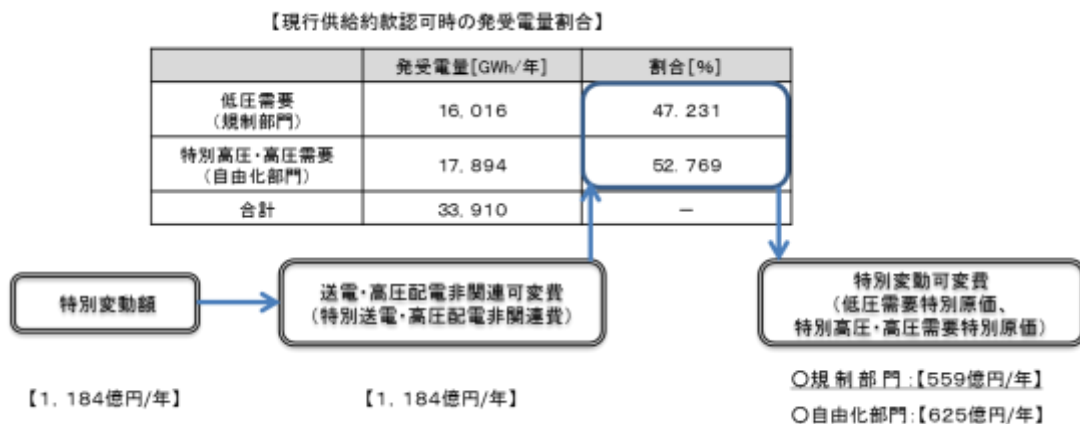 【現行供給約款認可時の発受電量割合】
発受電量[GWh/年] 割合[%]
低圧需要
(規制部門) 16,016 47.231
特別高圧・高圧需要
(自由化部門) 17,894 52.769
合計 33,910 －
特別変動額
送電・高圧配電非関連可変費
(特別送電・高圧配電非関連費)
特別変動可変費
(低圧需要特別原価、
特別高圧・高圧需要特別原価)
【1,184億円/年】
【1,184億円/年】
○規制部門:【559億円/年】
○自由化部門:【625億円/年】